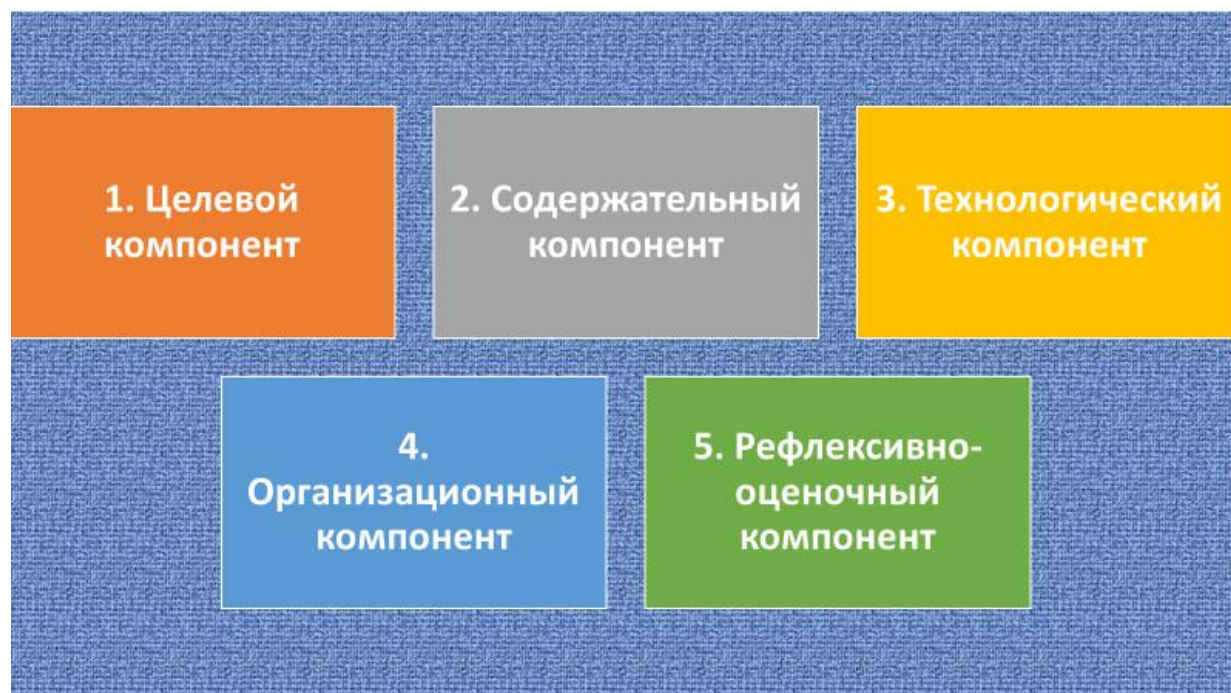 1. Целевой
компонент
2. Содержательный
компонент
3. Технологический
компонент
4.
Организационный
компонент
5. Рефлексивно-
оценочный
компонент